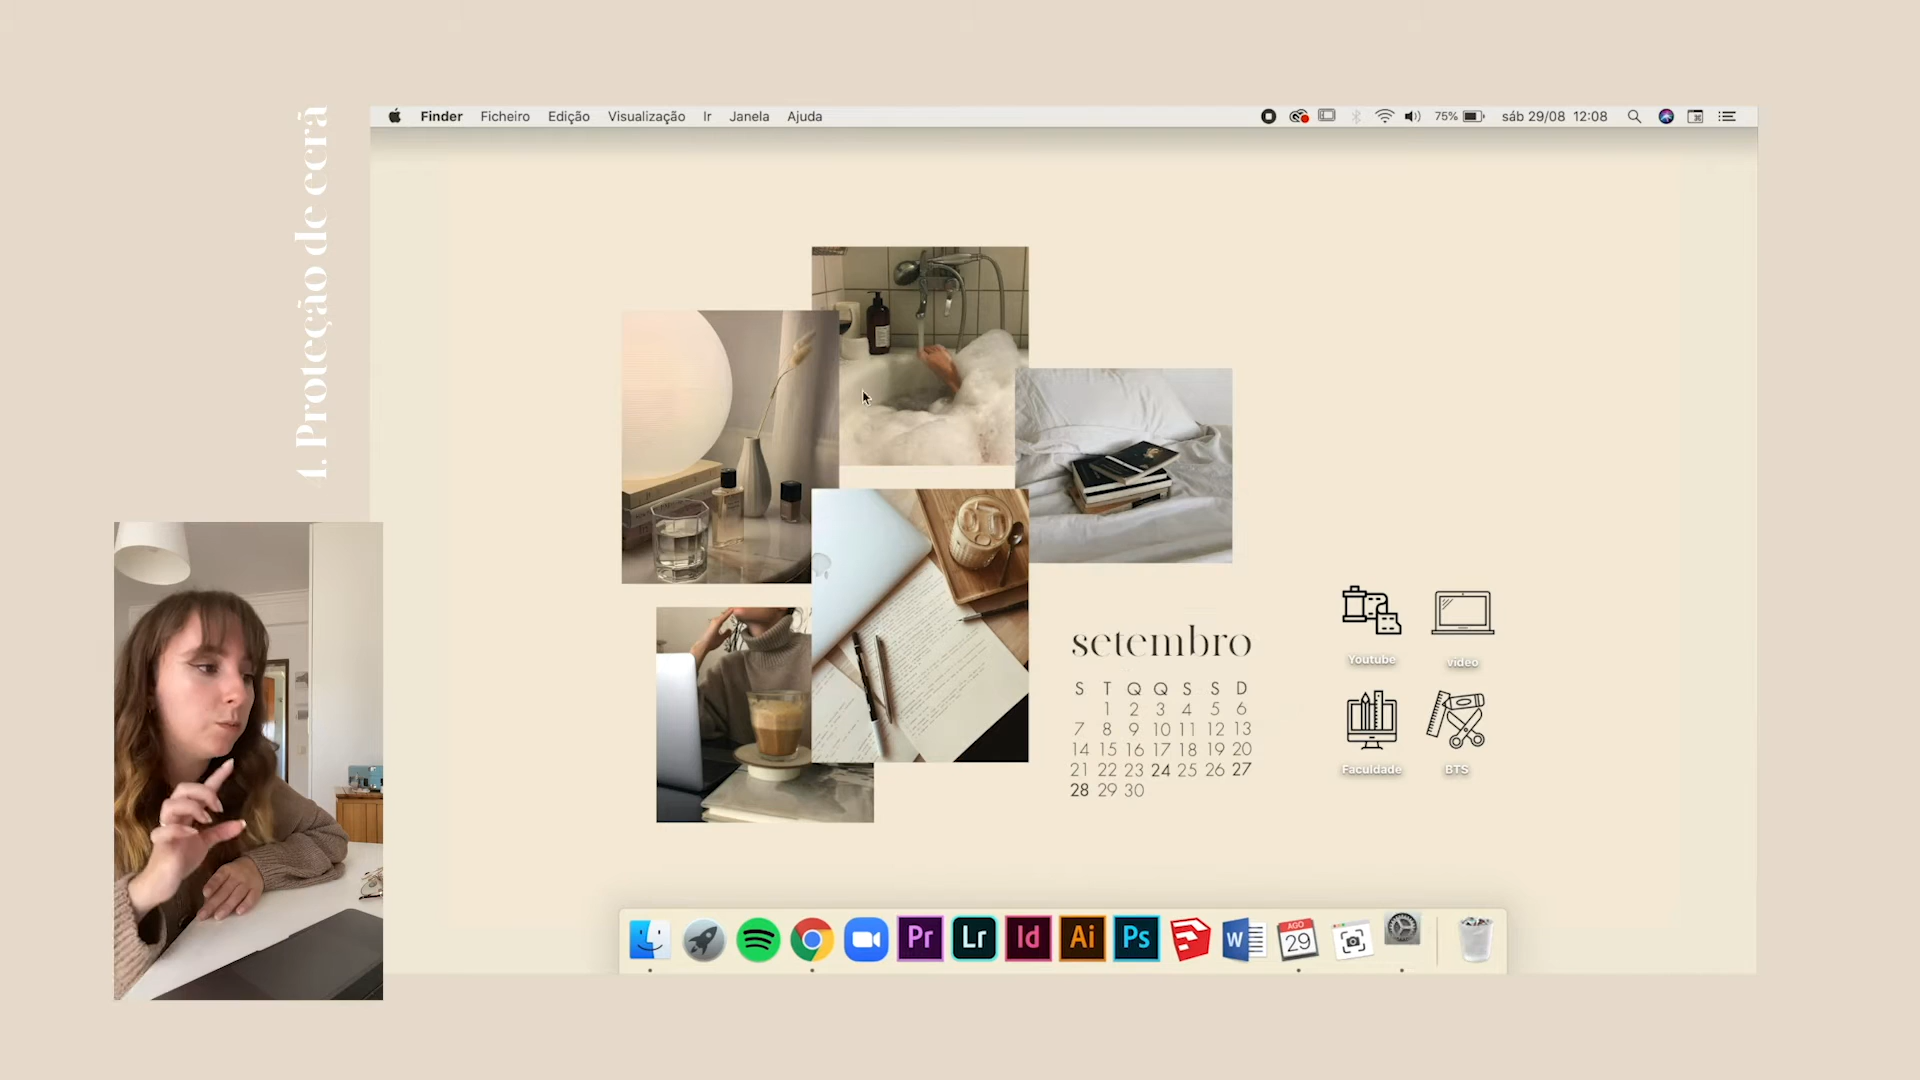 4. Proteção de ecrã
Finder Ficheiro Edição Visualização Ir Janela Ajuda
75% sáb 29/08 12:08
setembro
S T Q Q S S D
1 2 3 4 5 6
7 8 9 10 11 12 13
14 15 16 17 18 19 20
21 22 23 24 25 26 27
28 29 30
Youtube
vídeo
Faculdade
BTS
Pr Lr Id Ai Ps W AGO
29